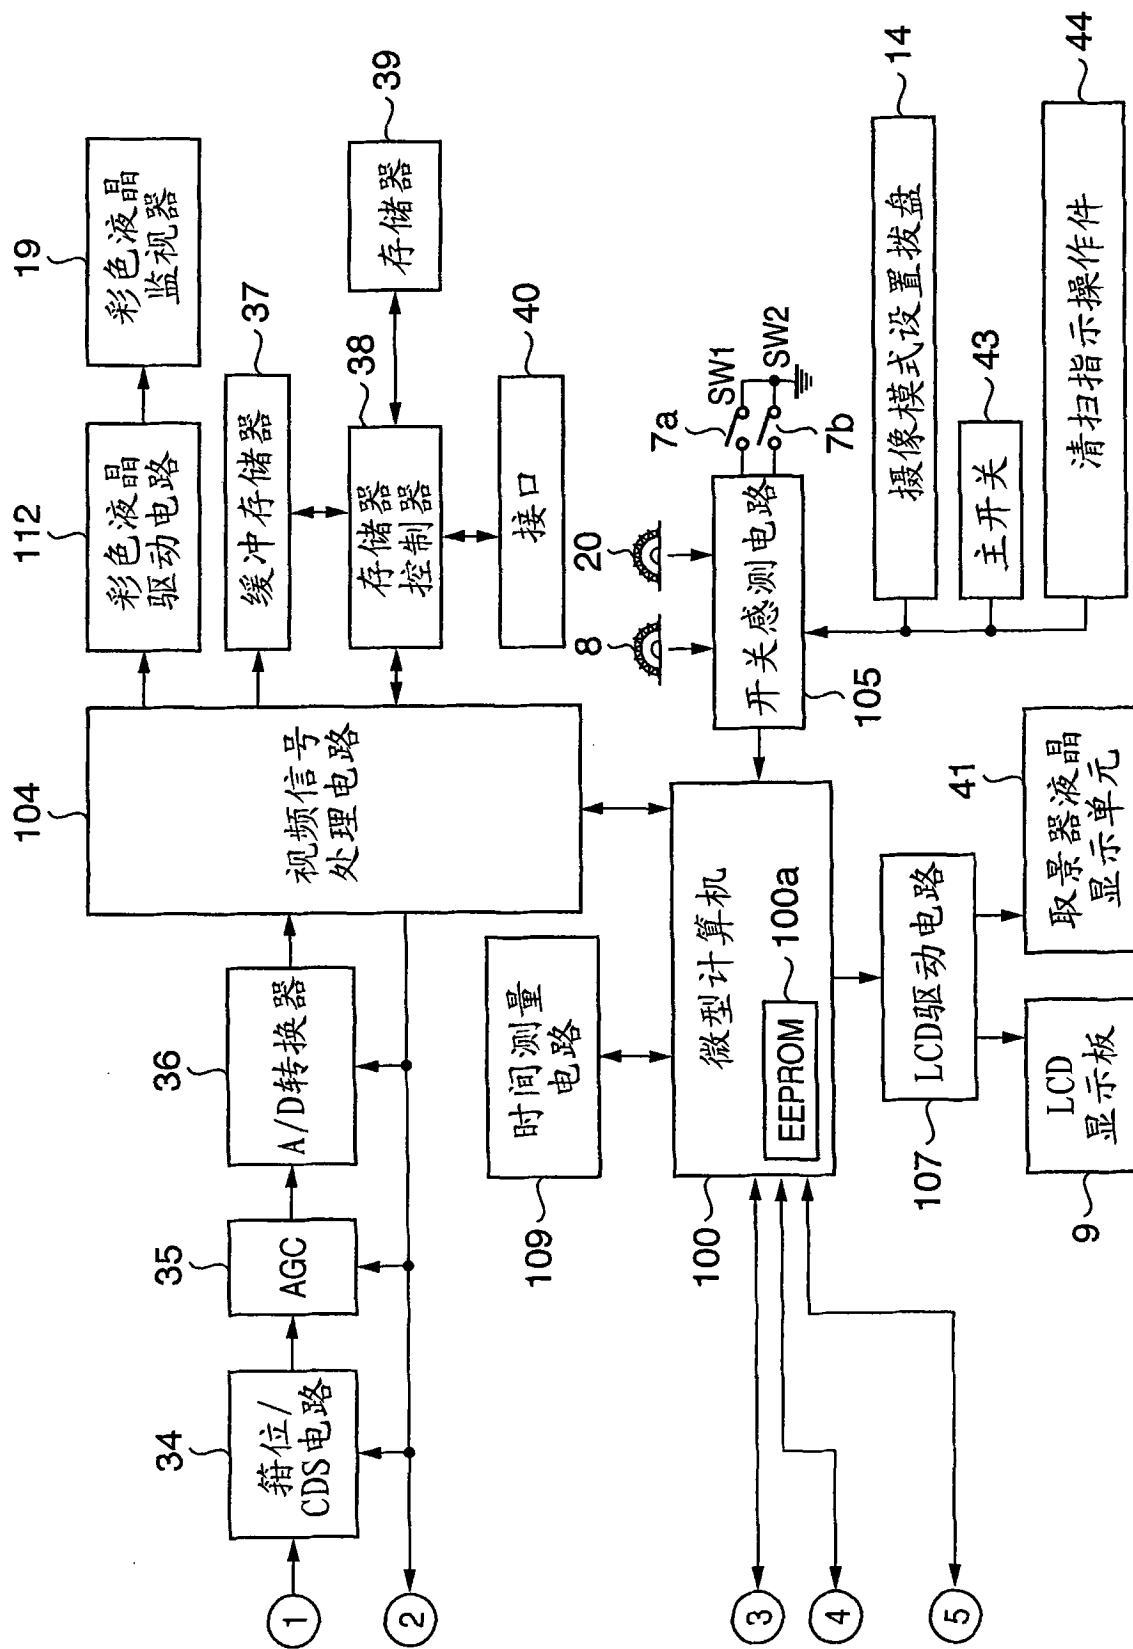 104
视频信号
处理电路
112
彩色液晶
驱动电路
19
彩色液晶
监视器
37
缓冲存储器
38
存储器
控制器
39
存储器
40
接口
36
A/D转换器
35
AGC
34
箝位/
CDS电路
1
2
109
时间测量
电路
100
微型计算机
100a
EEPROM
8
20
7a
SW1
7b
SW2
105
开关感测电路
14
摄像模式设置拨盘
43
主开关
44
清扫指示操作件
107
LCD驱动电路
41
取景器液晶
显示单元
9
LCD
显示板
3
4
5